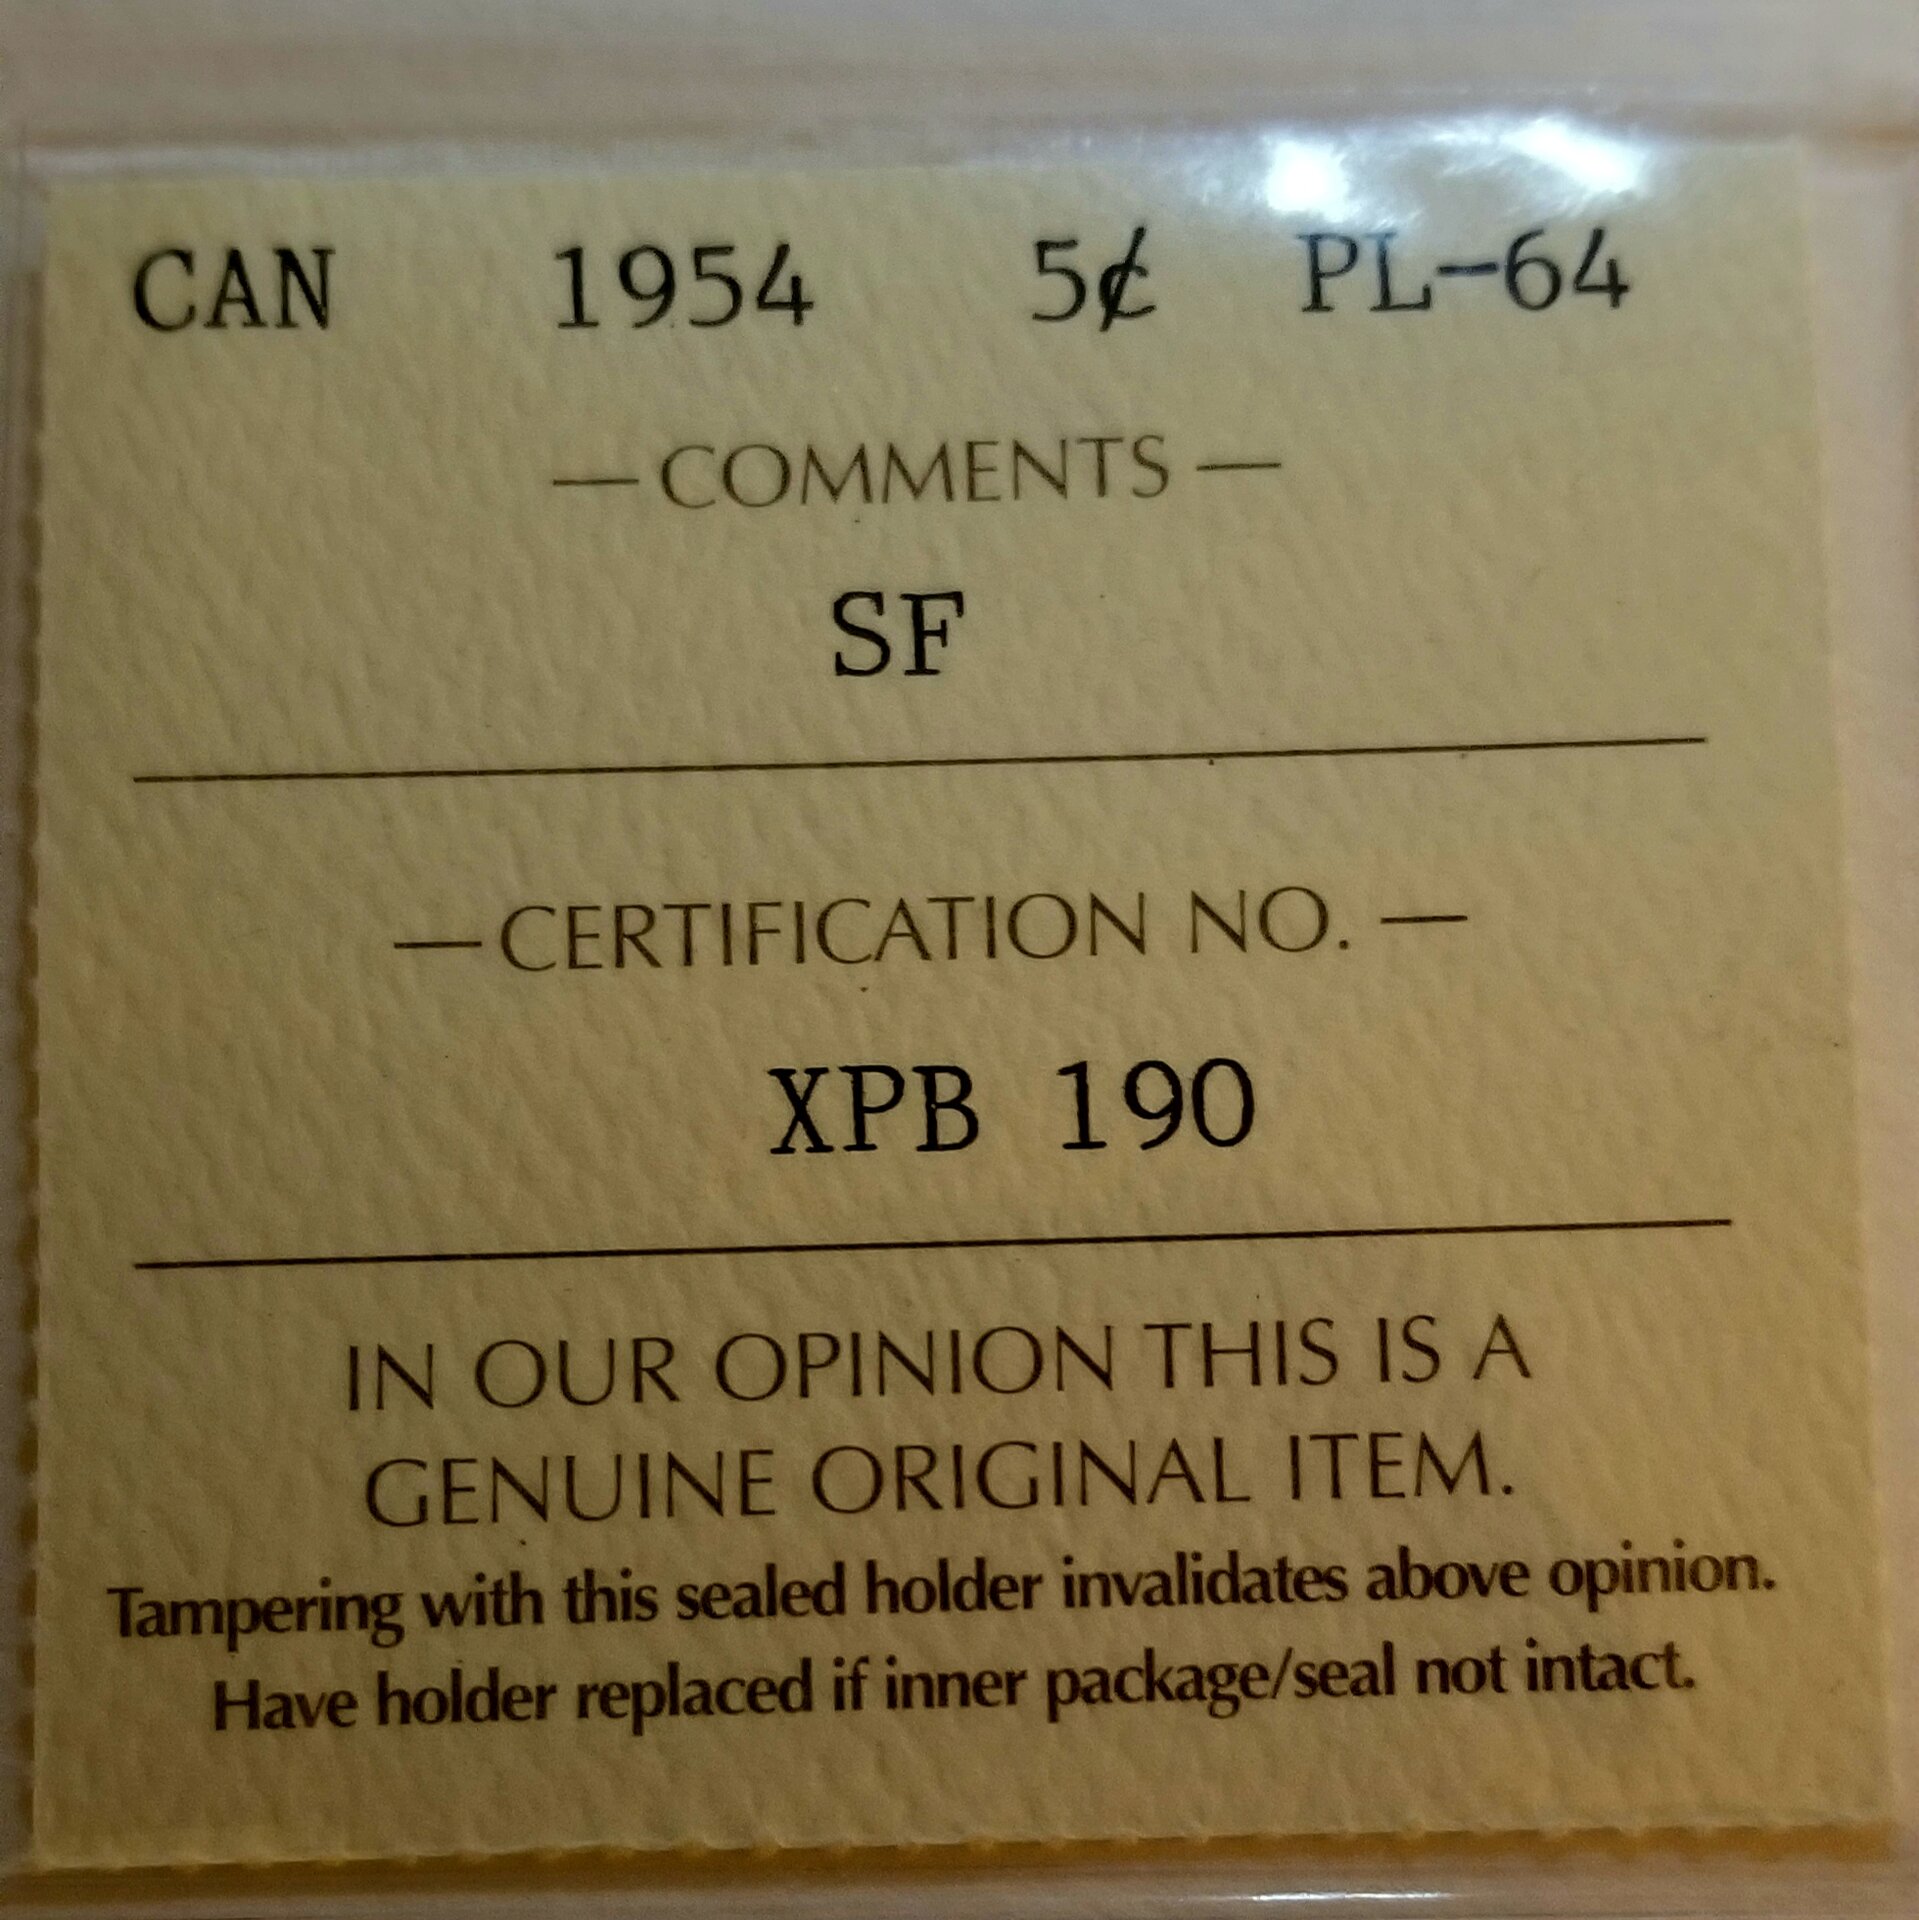 CAN 1954 5¢ PL-64
— COMMENTS —
SF
— CERTIFICATION NO. —
XPB 190
IN OUR OPINION THIS IS A
GENUINE ORIGINAL ITEM.
Tampering with this sealed holder invalidates above opinion.
Have holder replaced if inner package/seal not intact.